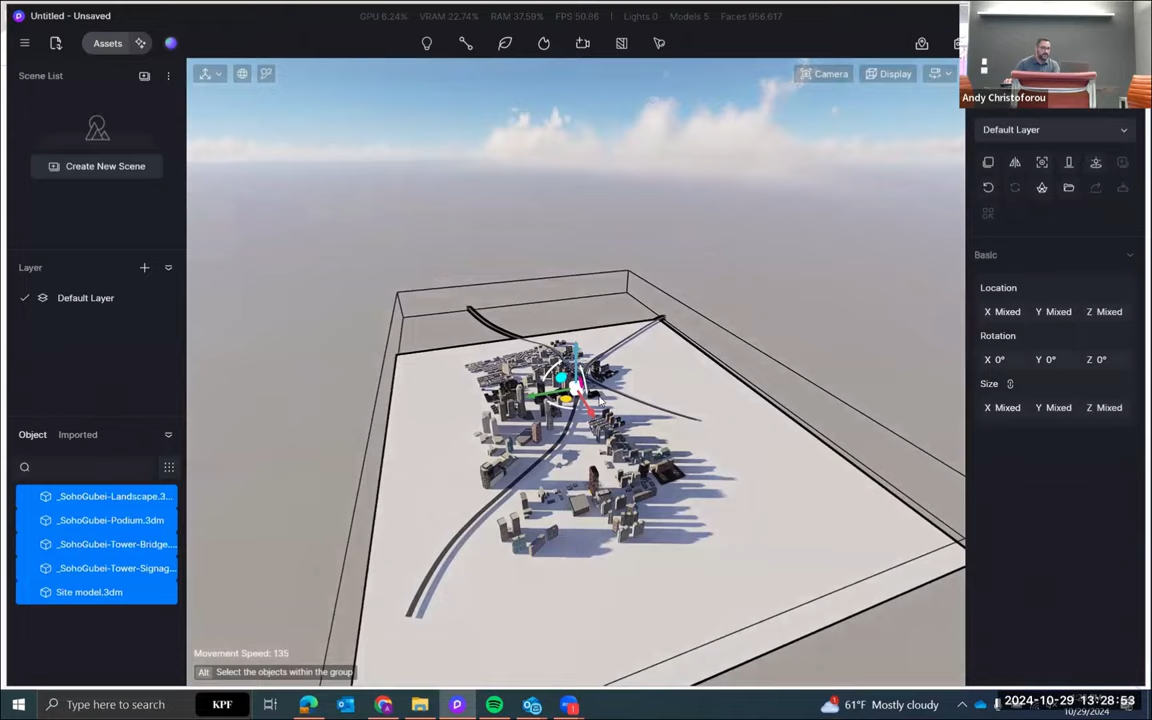 Untitled - Unsaved
GPU 6.24% VRAM 22.74% RAM 37.59% FPS 50.86 | Lights 0 Models 5 Faces 956,617
Assets
Andy Christoforou
Scene List
Camera
Display
Create New Scene
Default Layer
Layer
Default Layer
Basic
Location
X Mixed Y Mixed Z Mixed
Rotation
X 0° Y 0° Z 0°
Size
X Mixed Y Mixed Z Mixed
Object Imported
_SohoGubei-Landscape.3...
_SohoGubei-Podium.3dm
_SohoGubei-Tower-Bridge....
_SohoGubei-Tower-Signag...
Site model.3dm
Movement Speed: 135
Alt Select the objects within the group
Type here to search
KPF
61°F Mostly cloudy
2024-10-29 13:28:53
10/29/2024